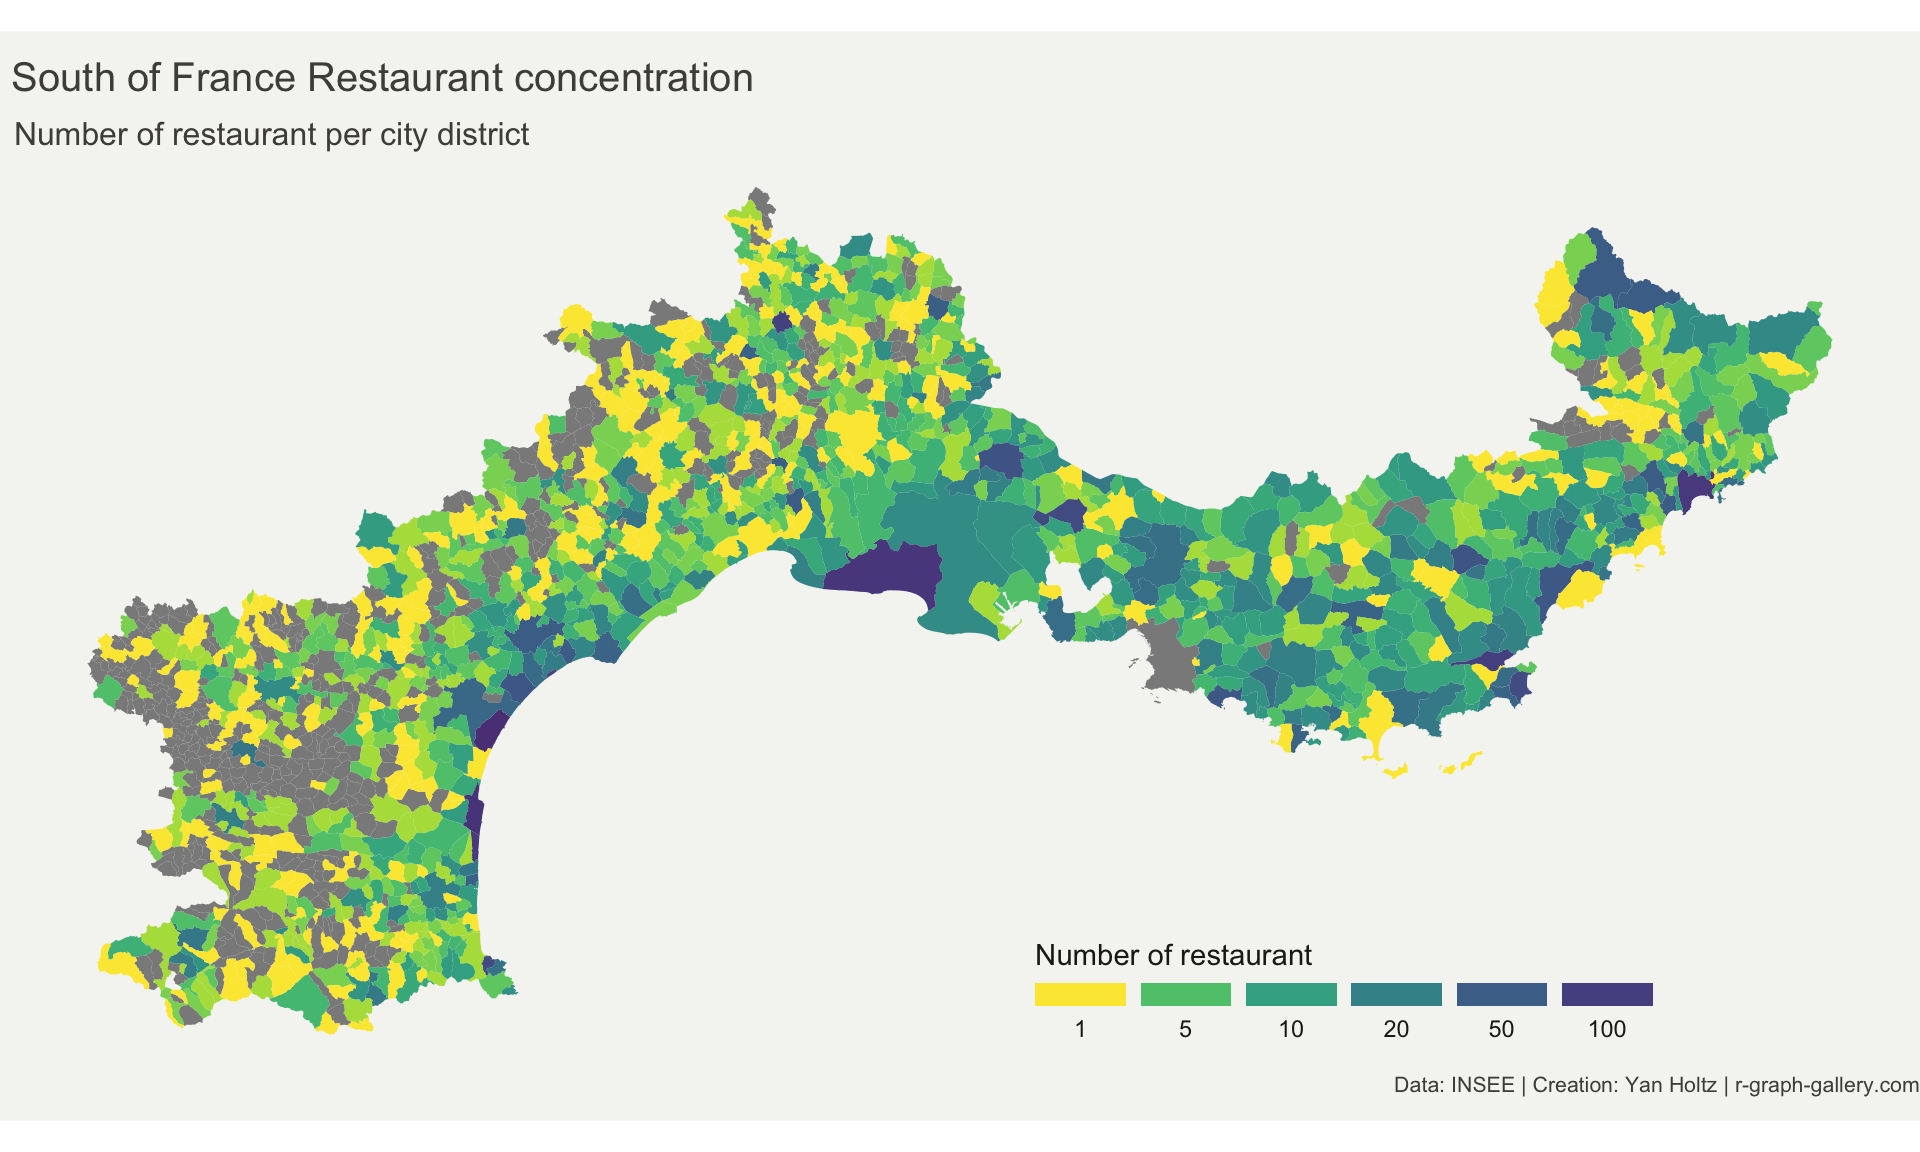 South of France Restaurant concentration
Number of restaurant per city district
Number of restaurant
1 5 10 20 50 100
Data: INSEE | Creation: Yan Holtz | r-graph-gallery.com